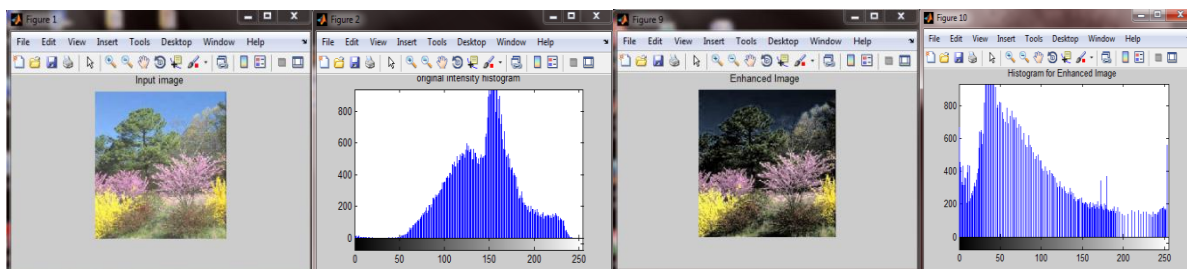 Figure 1
File Edit View Insert Tools Desktop Window Help
Input image
Figure 2
File Edit View Insert Tools Desktop Window Help
original intensity histogram
800
600
400
200
0
0 50 100 150 200 250
Figure 9
File Edit View Insert Tools Desktop Window Help
Enhanced Image
Figure 10
File Edit View Insert Tools Desktop Window Help
Histogram for Enhanced Image
800
600
400
200
0
0 50 100 150 200 250